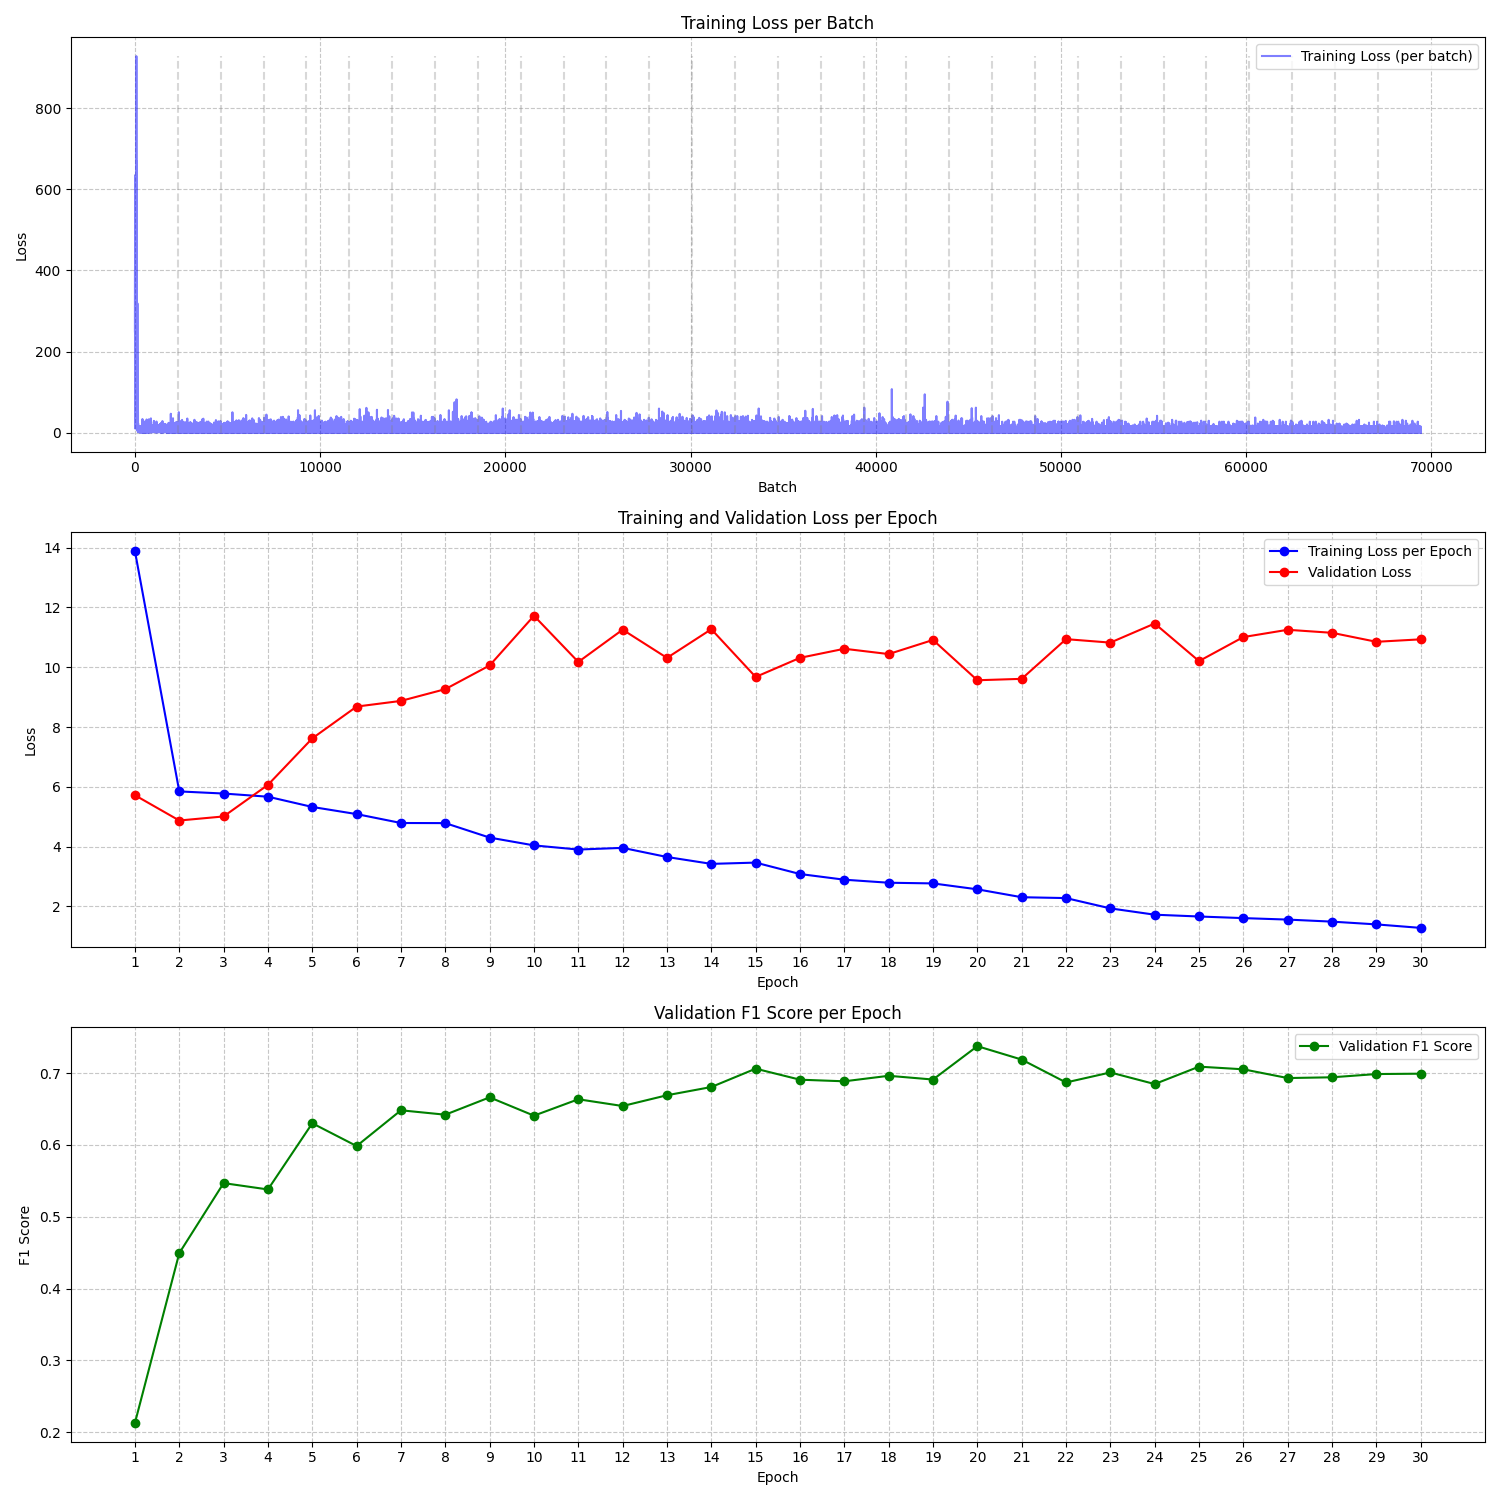 Training Loss per Batch
Training Loss (per batch)
Loss
800
600
400
200
0
0 10000 20000 30000 40000 50000 60000 70000
Batch
Training and Validation Loss per Epoch
Training Loss per Epoch
Validation Loss
Loss
14
12
10
8
6
4
2
1 2 3 4 5 6 7 8 9 10 11 12 13 14 15 16 17 18 19 20 21 22 23 24 25 26 27 28 29 30
Epoch
Validation F1 Score per Epoch
Validation F1 Score
F1 Score
0.7
0.6
0.5
0.4
0.3
0.2
1 2 3 4 5 6 7 8 9 10 11 12 13 14 15 16 17 18 19 20 21 22 23 24 25 26 27 28 29 30
Epoch